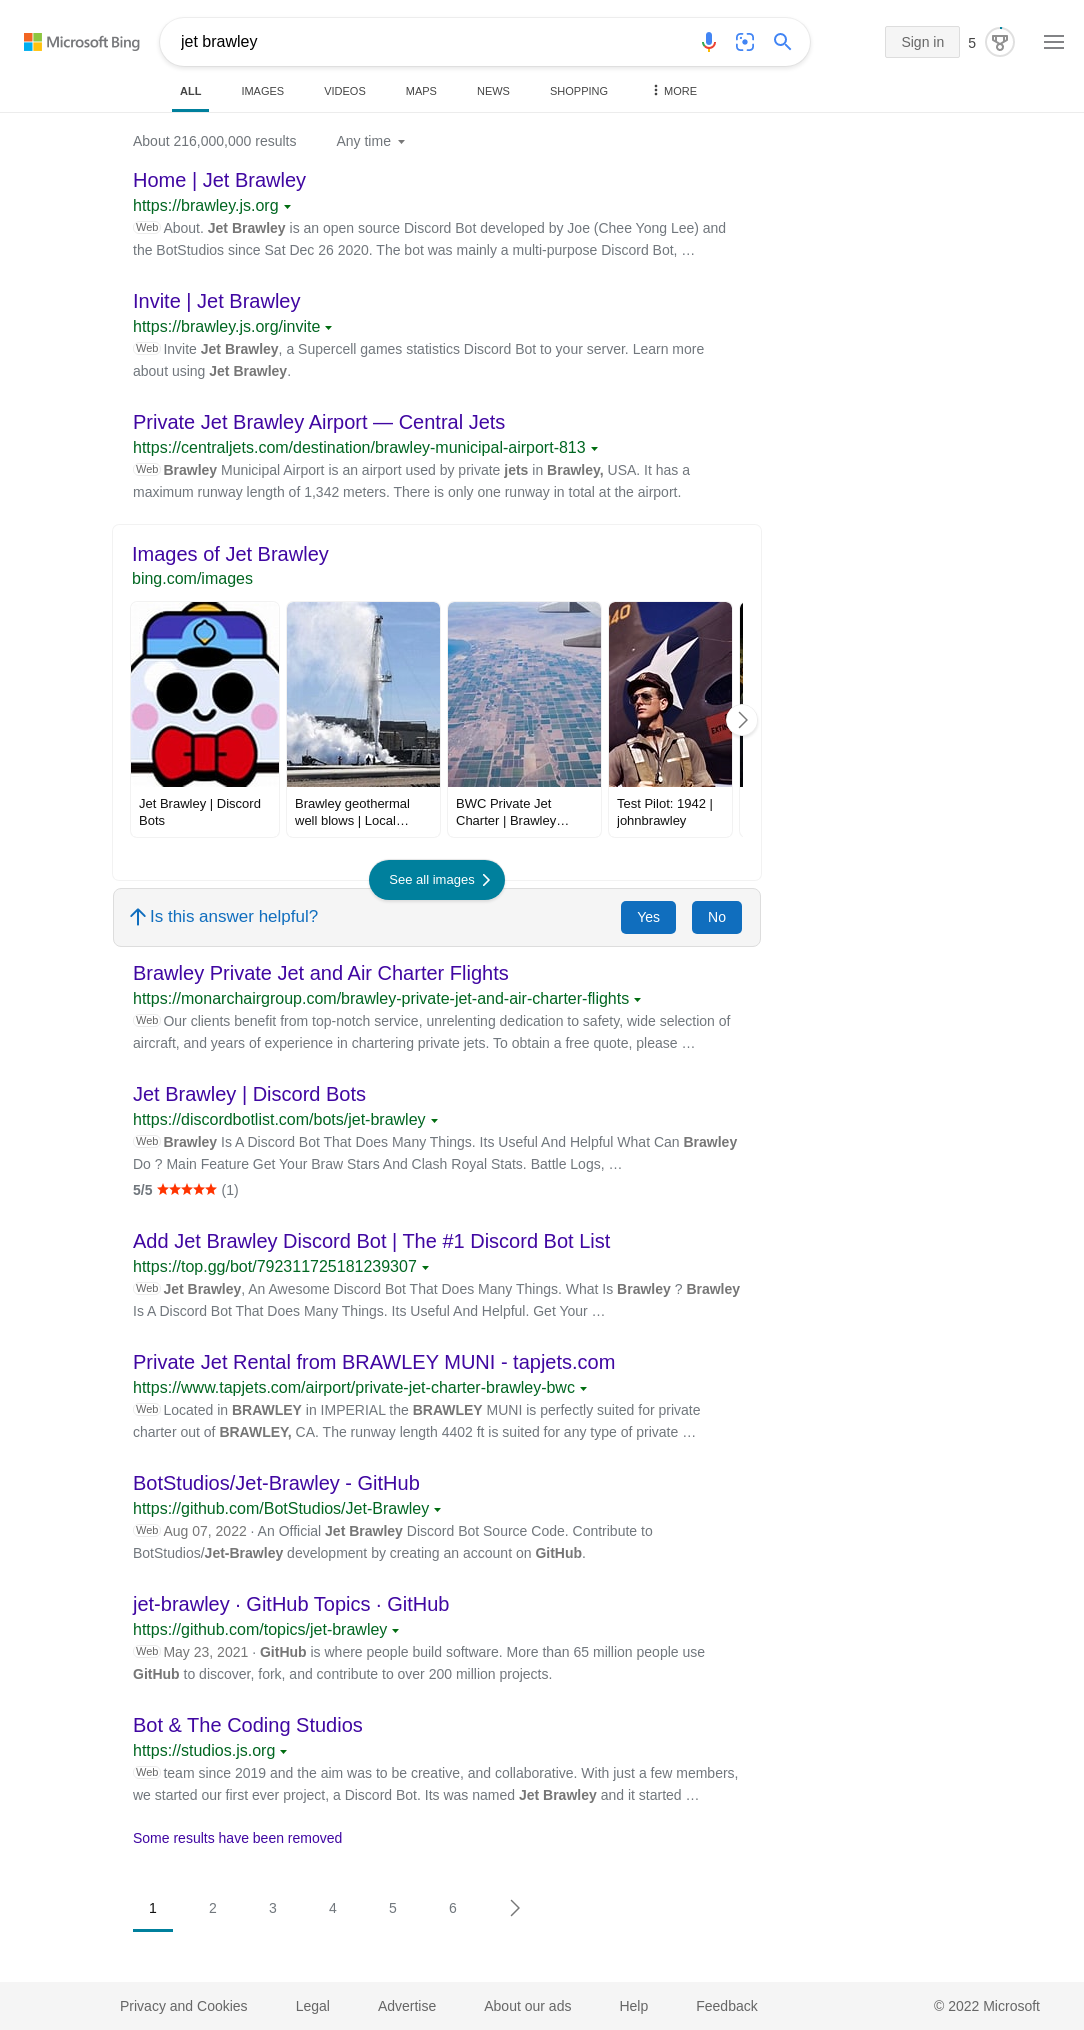 Microsoft Bing
jet brawley
Sign in
5
ALL
IMAGES
VIDEOS
MAPS
NEWS
SHOPPING
MORE
About 216,000,000 results
Any time
Home | Jet Brawley
https://brawley.js.org
Web About. Jet Brawley is an open source Discord Bot developed by Joe (Chee Yong Lee) and
the BotStudios since Sat Dec 26 2020. The bot was mainly a multi-purpose Discord Bot, …
Invite | Jet Brawley
https://brawley.js.org/invite
Web Invite Jet Brawley, a Supercell games statistics Discord Bot to your server. Learn more
about using Jet Brawley.
Private Jet Brawley Airport — Central Jets
https://centraljets.com/destination/brawley-municipal-airport-813
Web Brawley Municipal Airport is an airport used by private jets in Brawley, USA. It has a
maximum runway length of 1,342 meters. There is only one runway in total at the airport.
Images of Jet Brawley
bing.com/images
40
EXTIN
Jet Brawley | Discord
Bots
Brawley geothermal
well blows | Local…
BWC Private Jet
Charter | Brawley…
Test Pilot: 1942 |
johnbrawley
See all images
Is this answer helpful?
Yes
No
Brawley Private Jet and Air Charter Flights
https://monarchairgroup.com/brawley-private-jet-and-air-charter-flights
Web Our clients benefit from top-notch service, unrelenting dedication to safety, wide selection of
aircraft, and years of experience in chartering private jets. To obtain a free quote, please …
Jet Brawley | Discord Bots
https://discordbotlist.com/bots/jet-brawley
Web Brawley Is A Discord Bot That Does Many Things. Its Useful And Helpful What Can Brawley
Do ? Main Feature Get Your Braw Stars And Clash Royal Stats. Battle Logs, …
5/5 ★★★★★ (1)
Add Jet Brawley Discord Bot | The #1 Discord Bot List
https://top.gg/bot/792311725181239307
Web Jet Brawley, An Awesome Discord Bot That Does Many Things. What Is Brawley ? Brawley
Is A Discord Bot That Does Many Things. Its Useful And Helpful. Get Your …
Private Jet Rental from BRAWLEY MUNI - tapjets.com
https://www.tapjets.com/airport/private-jet-charter-brawley-bwc
Web Located in BRAWLEY in IMPERIAL the BRAWLEY MUNI is perfectly suited for private
charter out of BRAWLEY, CA. The runway length 4402 ft is suited for any type of private …
BotStudios/Jet-Brawley - GitHub
https://github.com/BotStudios/Jet-Brawley
Web Aug 07, 2022 · An Official Jet Brawley Discord Bot Source Code. Contribute to
BotStudios/Jet-Brawley development by creating an account on GitHub.
jet-brawley · GitHub Topics · GitHub
https://github.com/topics/jet-brawley
Web May 23, 2021 · GitHub is where people build software. More than 65 million people use
GitHub to discover, fork, and contribute to over 200 million projects.
Bot & The Coding Studios
https://studios.js.org
Web team since 2019 and the aim was to be creative, and collaborative. With just a few members,
we started our first ever project, a Discord Bot. Its was named Jet Brawley and it started …
Some results have been removed
1
2
3
4
5
6
Privacy and Cookies
Legal
Advertise
About our ads
Help
Feedback
© 2022 Microsoft